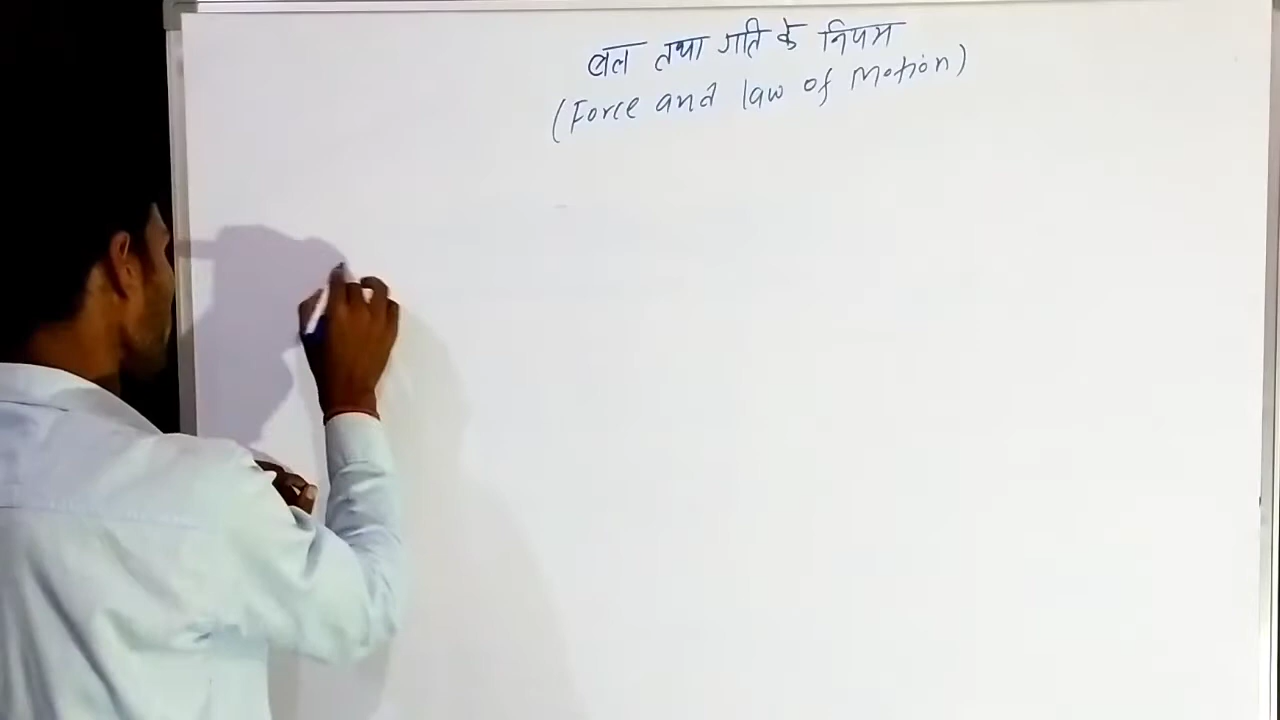 बल तथा गति के नियम
(Force and law of Motion)